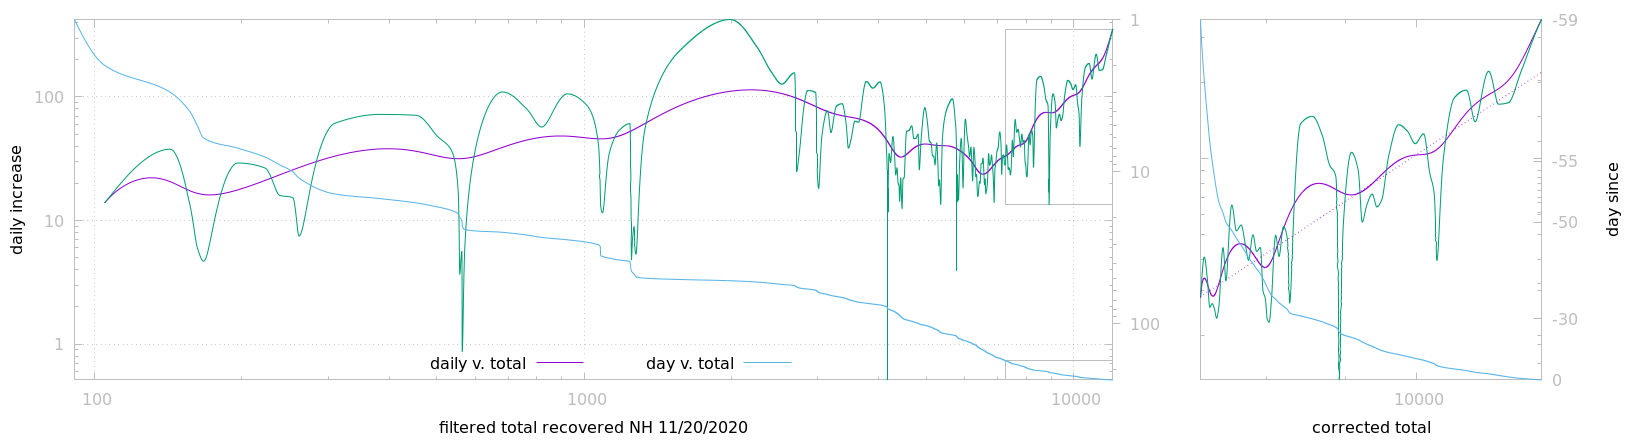 daily increase
100
10
1
100
1000
10000
filtered total recovered NH 11/20/2020
daily v. total
day v. total
1
10
100
-59
-55
-50
-30
0
day since
10000
corrected total